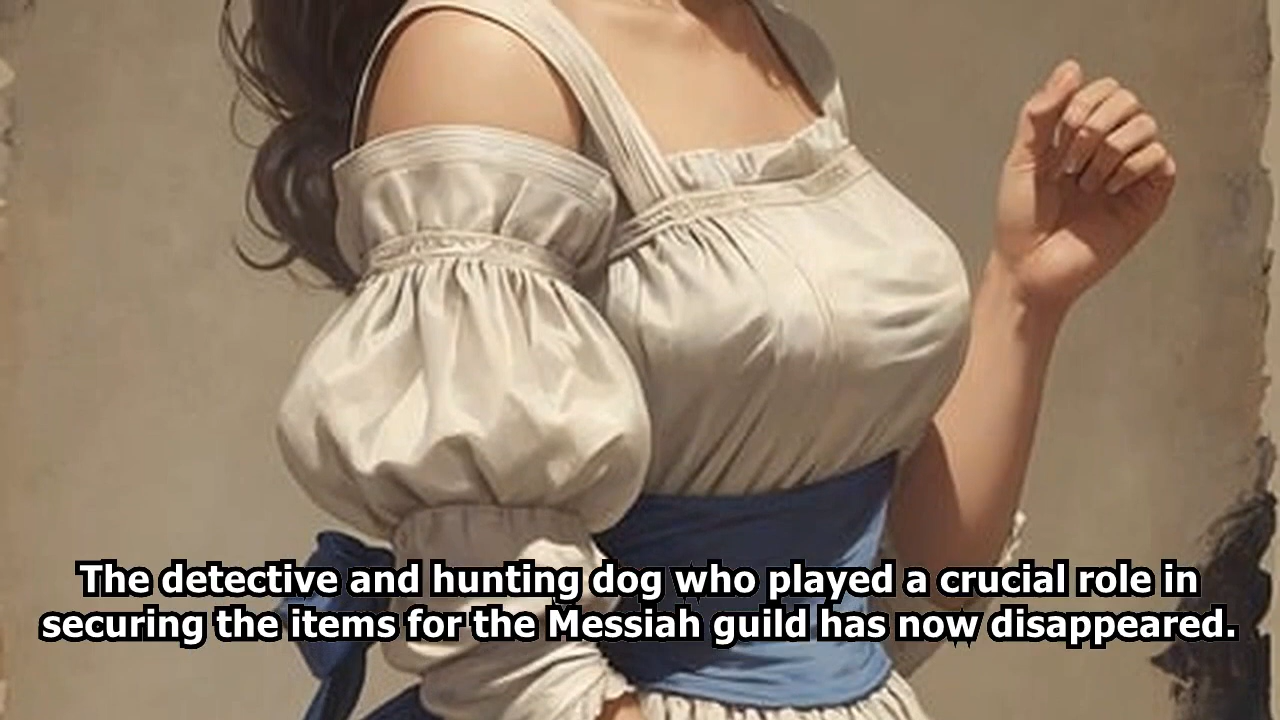 The detective and hunting dog who played a crucial role in
securing the items for the Messiah guild has now disappeared.